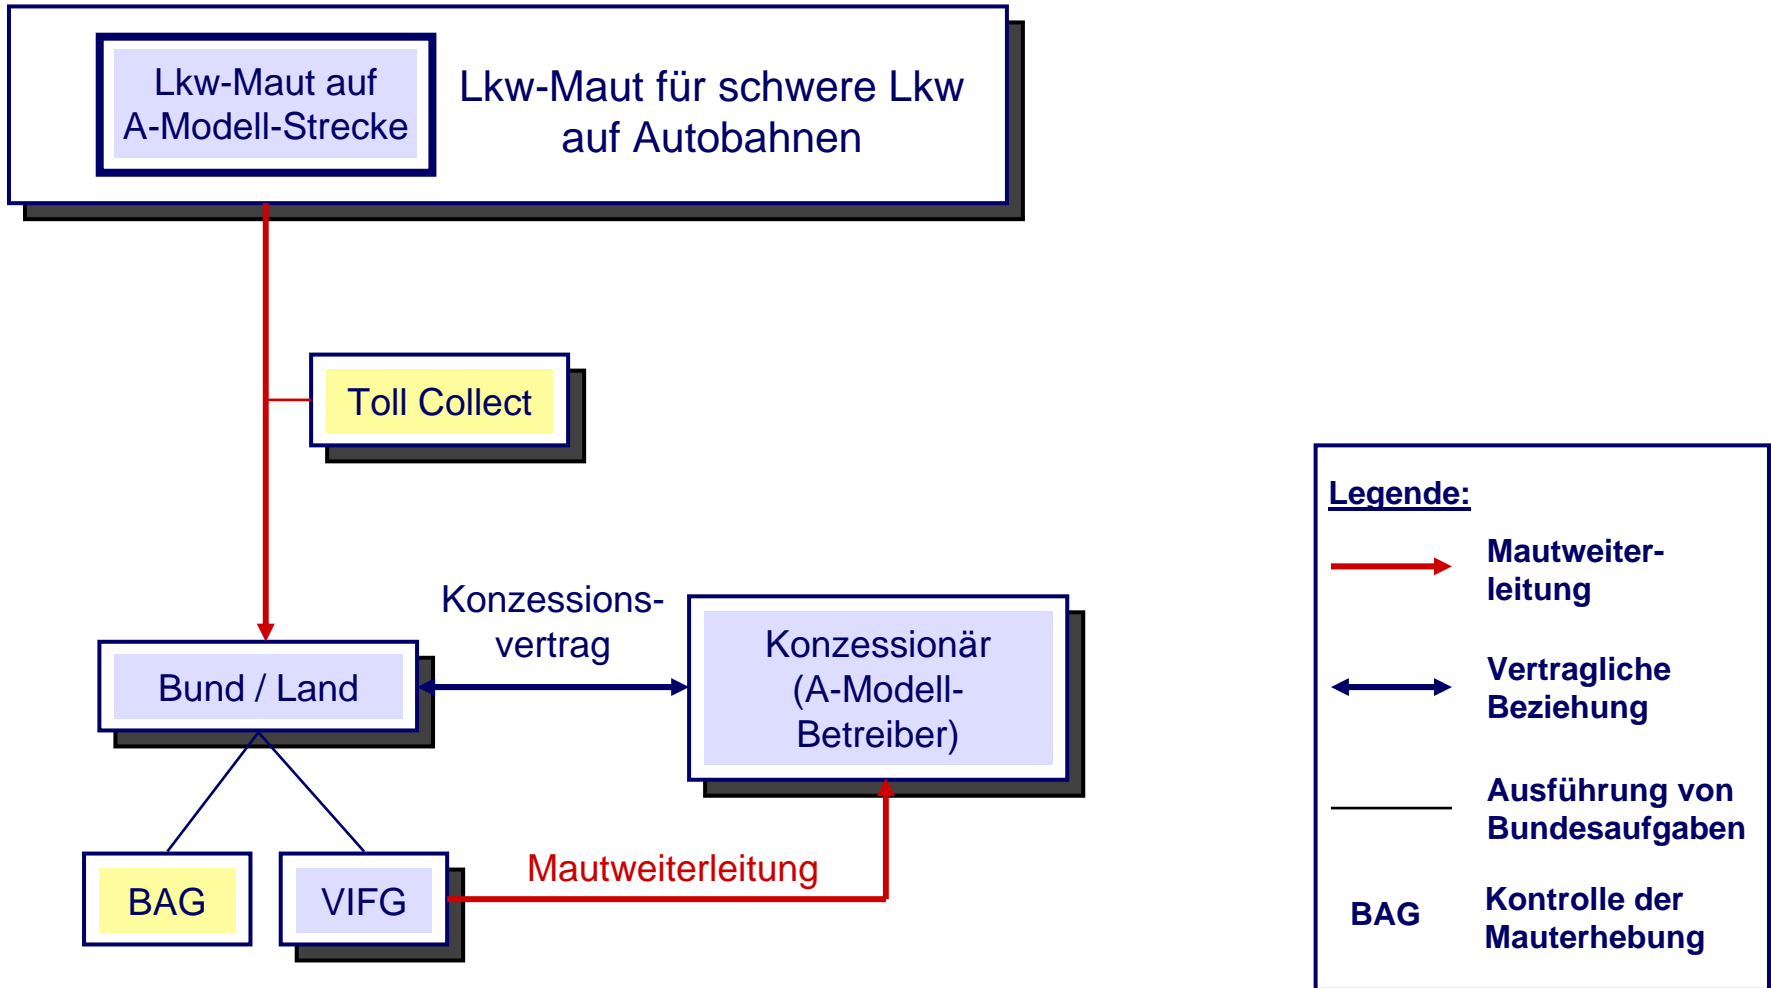 Lkw-Maut auf
A-Modell-Strecke
Lkw-Maut für schwere Lkw
auf Autobahnen
Toll Collect
Konzessions-
vertrag
Bund / Land
Konzessionär
(A-Modell-
Betreiber)
BAG
VIFG
Mautweiterleitung
Legende:
Mautweiter-
leitung
Vertragliche
Beziehung
Ausführung von
Bundesaufgaben
BAG
Kontrolle der
Mauterhebung